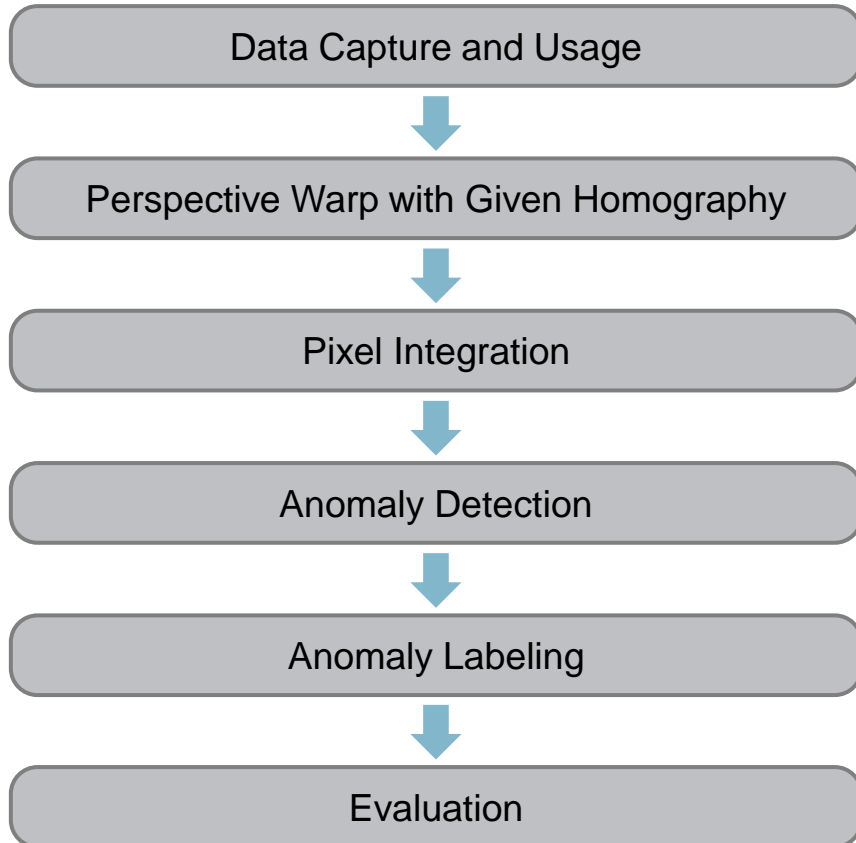 Data Capture and Usage
Perspective Warp with Given Homography
Pixel Integration
Anomaly Detection
Anomaly Labeling
Evaluation